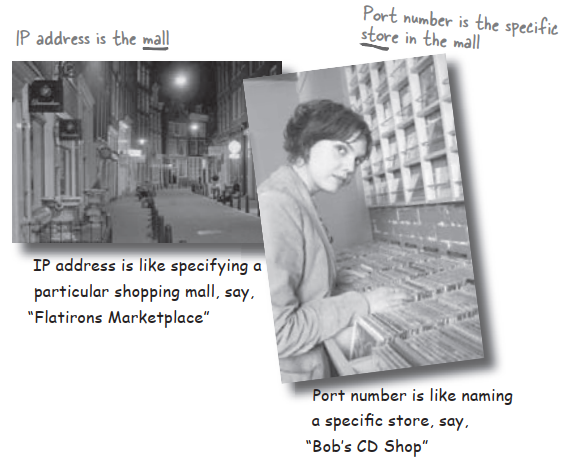 IP address is the mall
Port number is the specific
store in the mall
IP address is like specifying a
particular shopping mall, say,
“Flatirons Marketplace”
Port number is like naming
a specific store, say,
“Bob’s CD Shop”